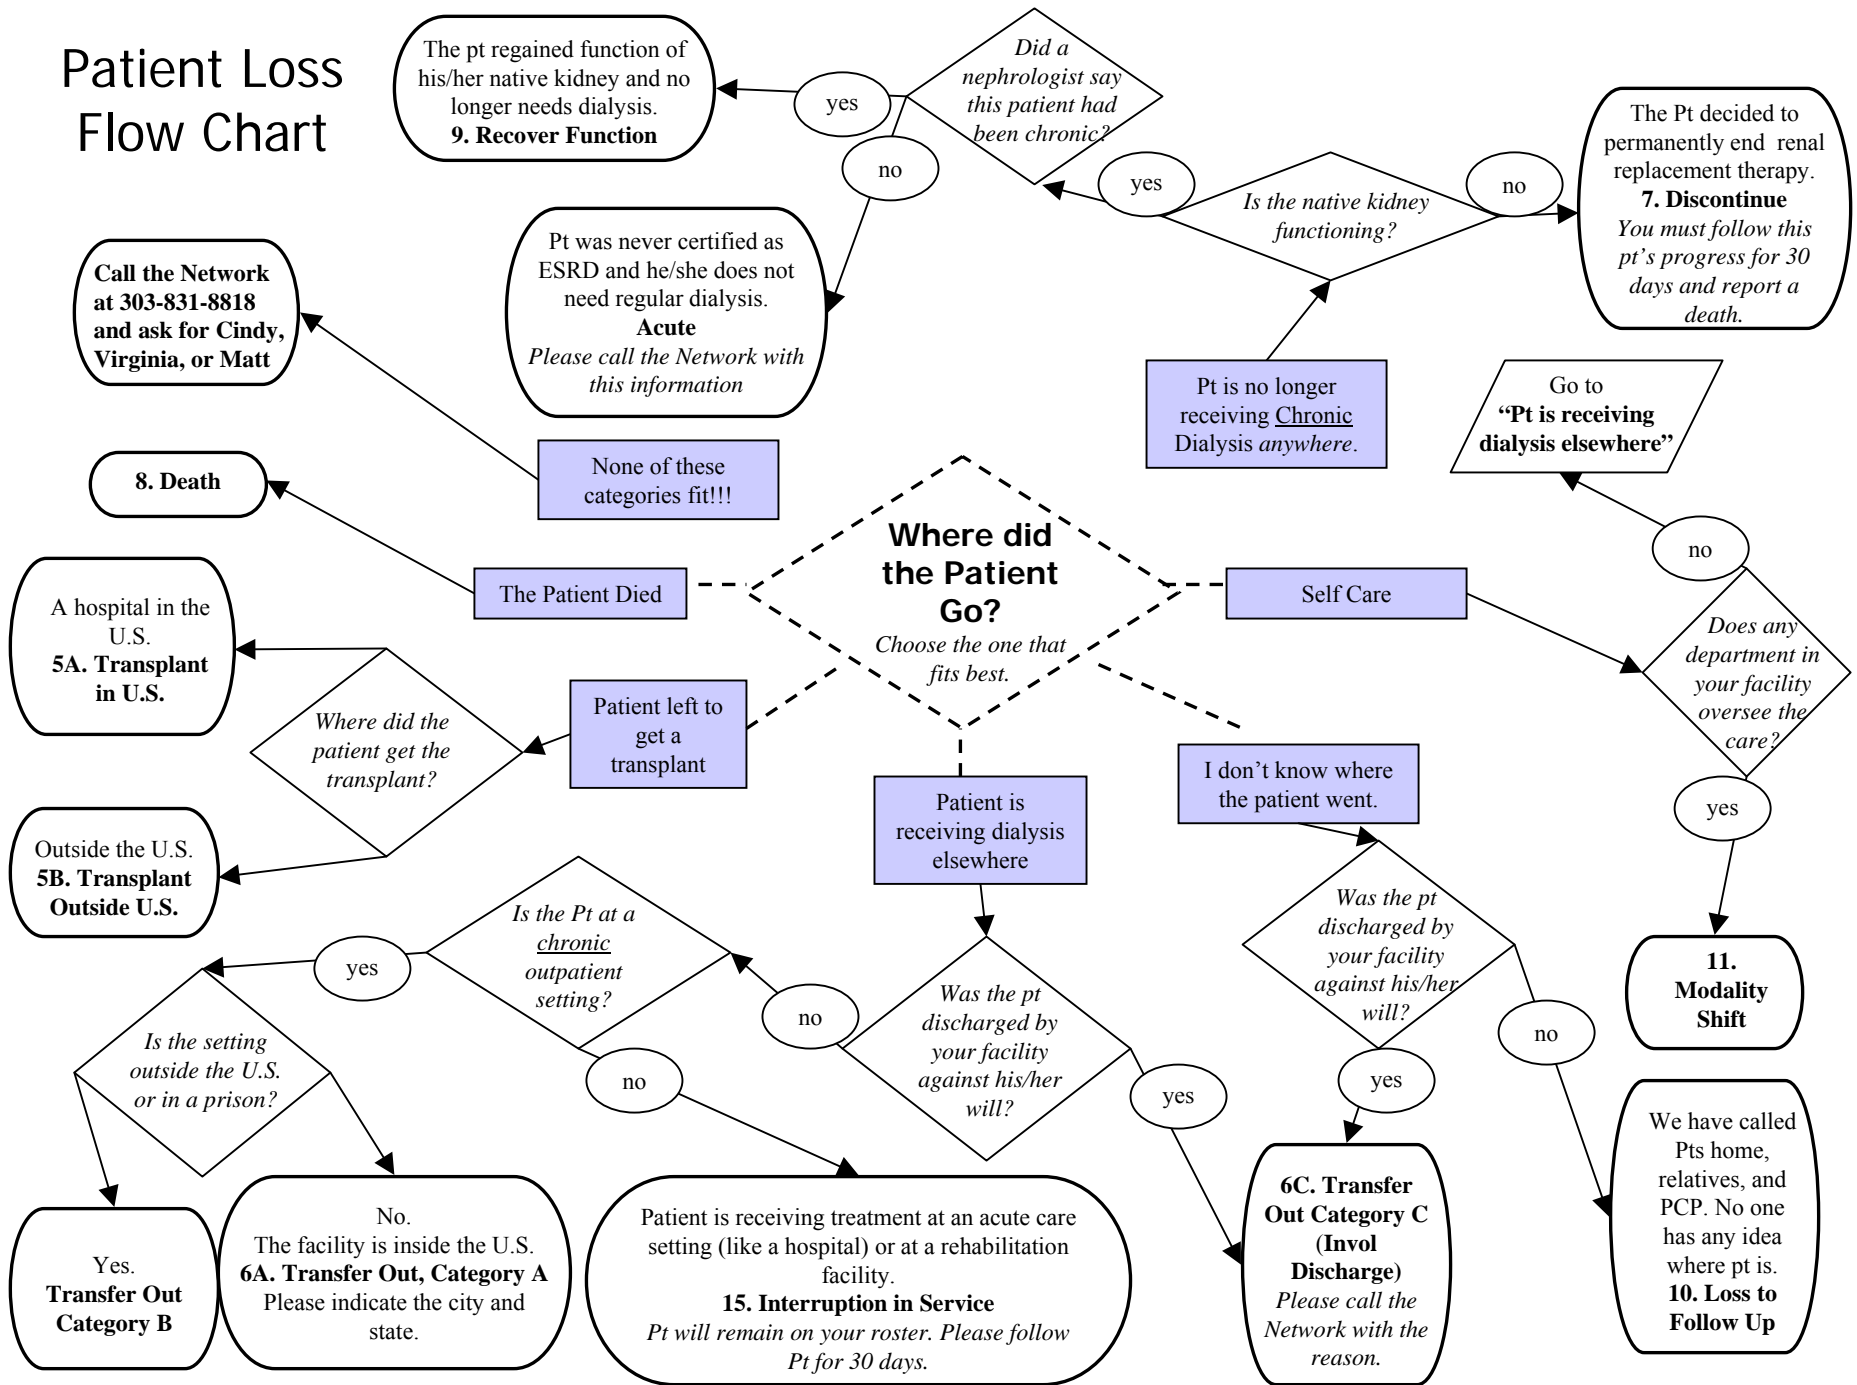 Patient Loss
Flow Chart
The pt regained function of
his/her native kidney and no
longer needs dialysis.
9. Recover Function
yes
Did a
nephrologist say
this patient had
been chronic?
no
yes
Is the native kidney
functioning?
no
The Pt decided to
permanently end renal
replacement therapy.
7. Discontinue
You must follow this
pt's progress for 30
days and report a
death.
Pt was never certified as
ESRD and he/she does not
need regular dialysis.
Acute
Please call the Network with
this information
Call the Network
at 303-831-8818
and ask for Cindy,
Virginia, or Matt
Pt is no longer
receiving Chronic
Dialysis anywhere.
Go to
“Pt is receiving
dialysis elsewhere”
None of these
categories fit!!!
8. Death
Where did
the Patient
Go?
Choose the one that
fits best.
The Patient Died
Self Care
no
Does any
department in
your facility
oversee the
care?
yes
11.
Modality
Shift
A hospital in the
U.S.
5A. Transplant
in U.S.
Where did the
patient get the
transplant?
Patient left to
get a
transplant
Outside the U.S.
5B. Transplant
Outside U.S.
Patient is
receiving dialysis
elsewhere
I don’t know where
the patient went.
Is the Pt at a
chronic
outpatient
setting?
yes
no
Was the pt
discharged by
your facility
against his/her
will?
no
yes
Was the pt
discharged by
your facility
against his/her
will?
yes
no
Is the setting
outside the U.S.
or in a prison?
Yes.
Transfer Out
Category B
No.
The facility is inside the U.S.
6A. Transfer Out, Category A
Please indicate the city and
state.
Patient is receiving treatment at an acute care
setting (like a hospital) or at a rehabilitation
facility.
15. Interruption in Service
Pt will remain on your roster. Please follow
Pt for 30 days.
6C. Transfer
Out Category C
(Invol
Discharge)
Please call the
Network with the
reason.
We have called
Pts home,
relatives, and
PCP. No one
has any idea
where pt is.
10. Loss to
Follow Up